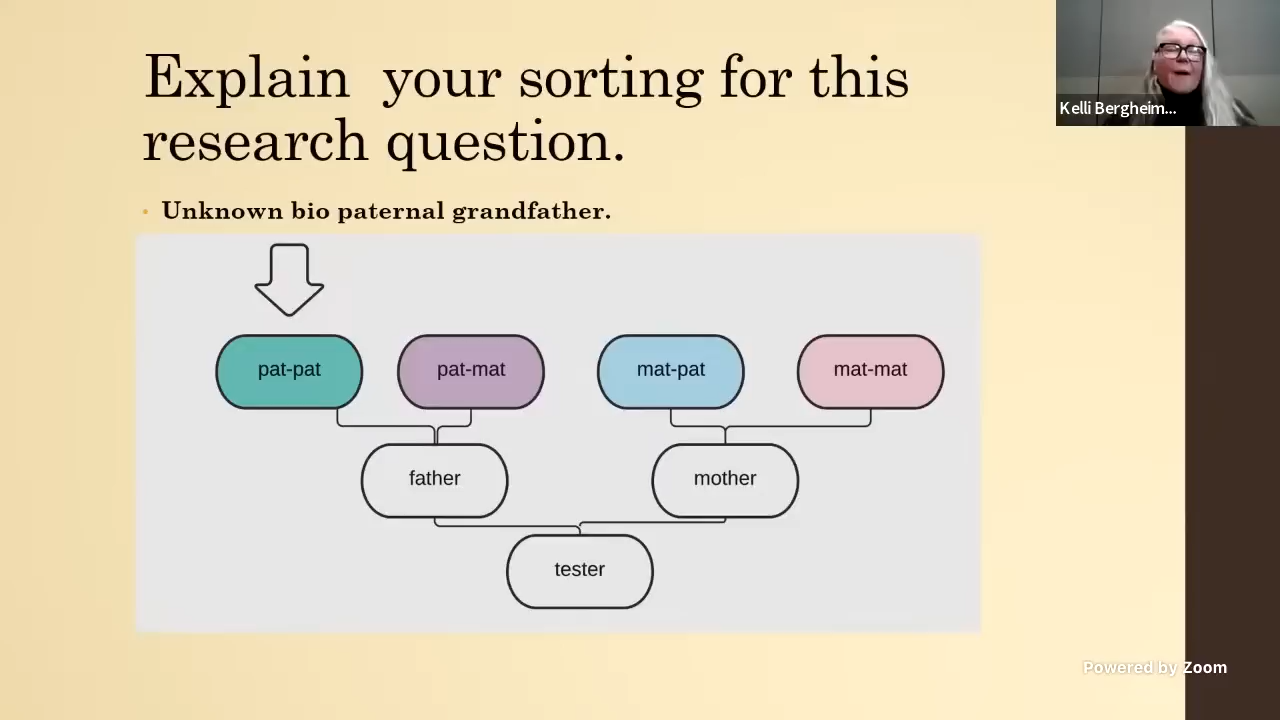 Explain  your sorting for this
research question.
Kelli Bergheim...
• Unknown bio paternal grandfather.
pat-pat
pat-mat
mat-pat
mat-mat
father
mother
tester
Powered by Zoom